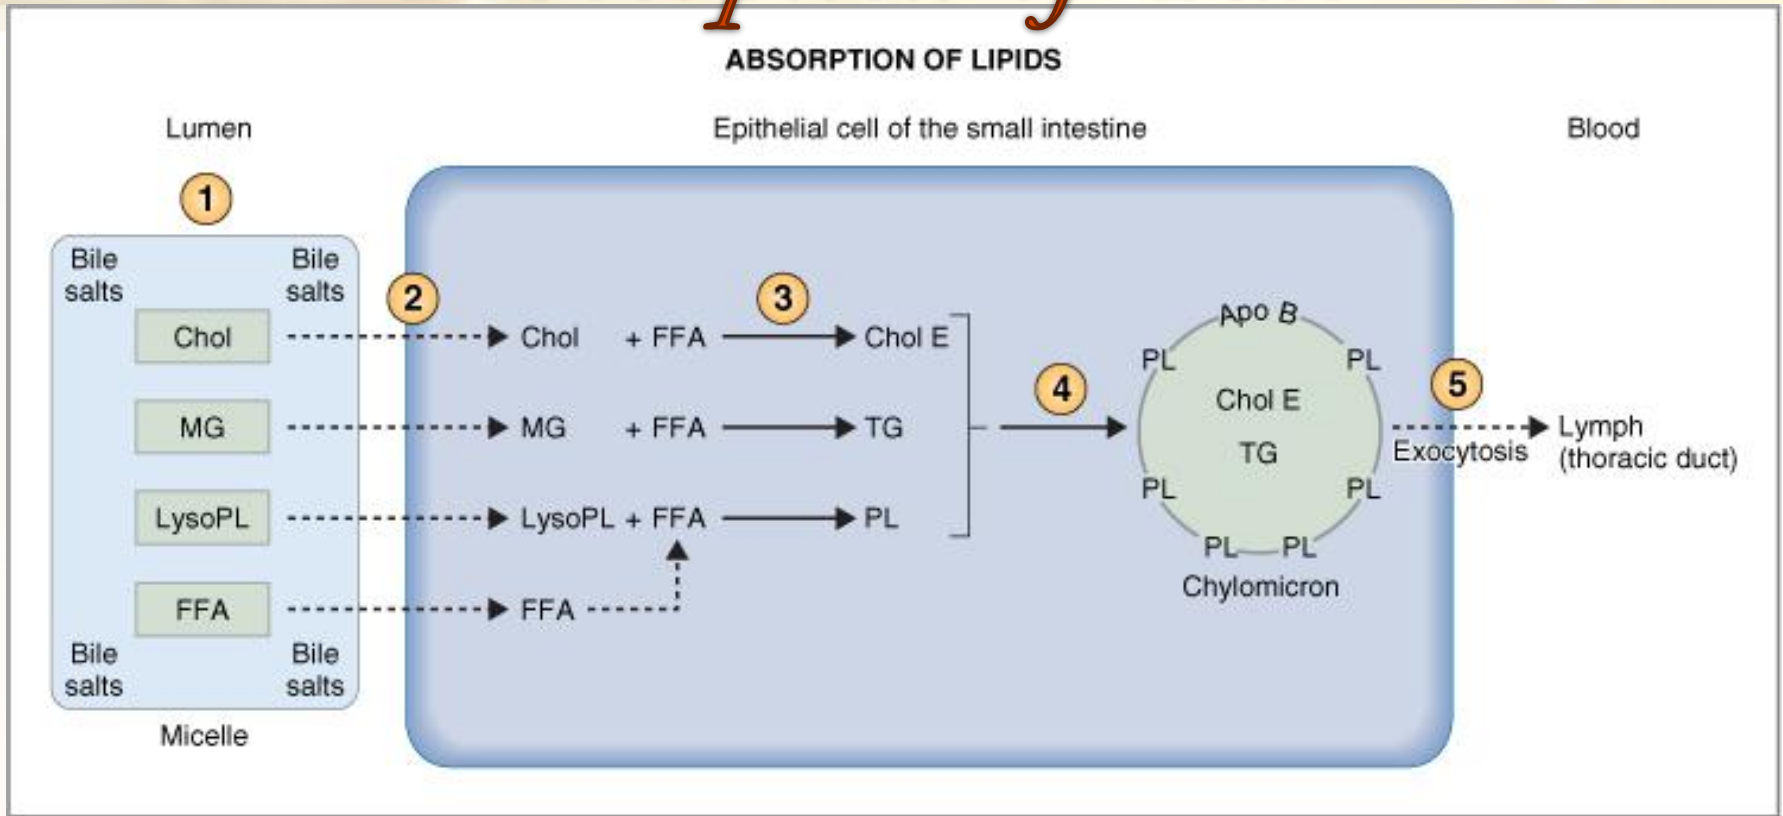 ABSORPTION OF LIPIDS
Lumen
Epithelial cell of the small intestine
Blood
1
Bile salts
Bile salts
2
3
Chol
Chol + FFA
Chol E
MG
MG + FFA
TG
LysoPL
LysoPL + FFA
PL
FFA
FFA
Bile salts
Bile salts
Micelle
4
Apo B
PL
PL
Chol E
TG
PL
PL
PL
PL
Chylomicron
5
Exocytosis
Lymph
(thoracic duct)